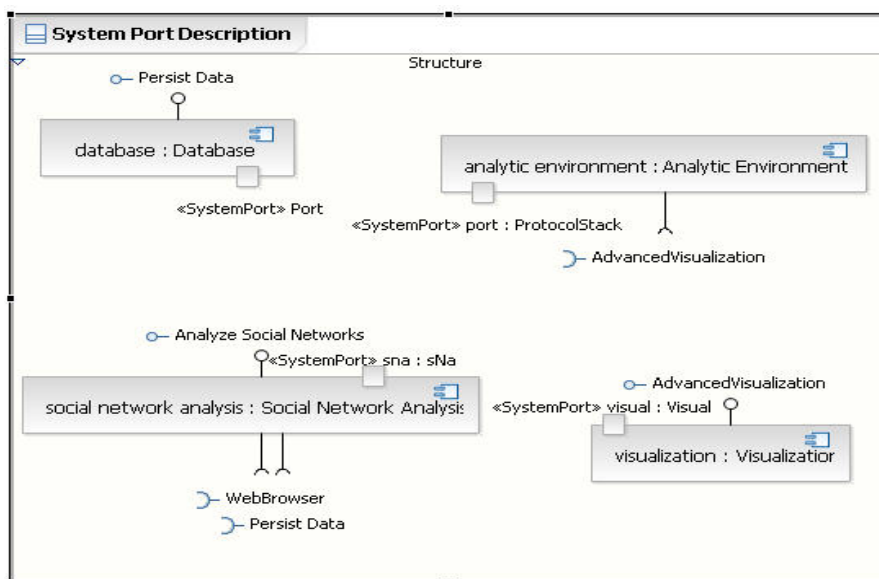 System Port Description
Structure
Persist Data
database : Database
«SystemPort» Port
analytic environment : Analytic Environment
«SystemPort» port : ProtocolStack
AdvancedVisualization
Analyze Social Networks
«SystemPort» sna : sNa
social network analysis : Social Network Analysis
WebBrowser
Persist Data
AdvancedVisualization
«SystemPort» visual : Visual
visualization : Visualization